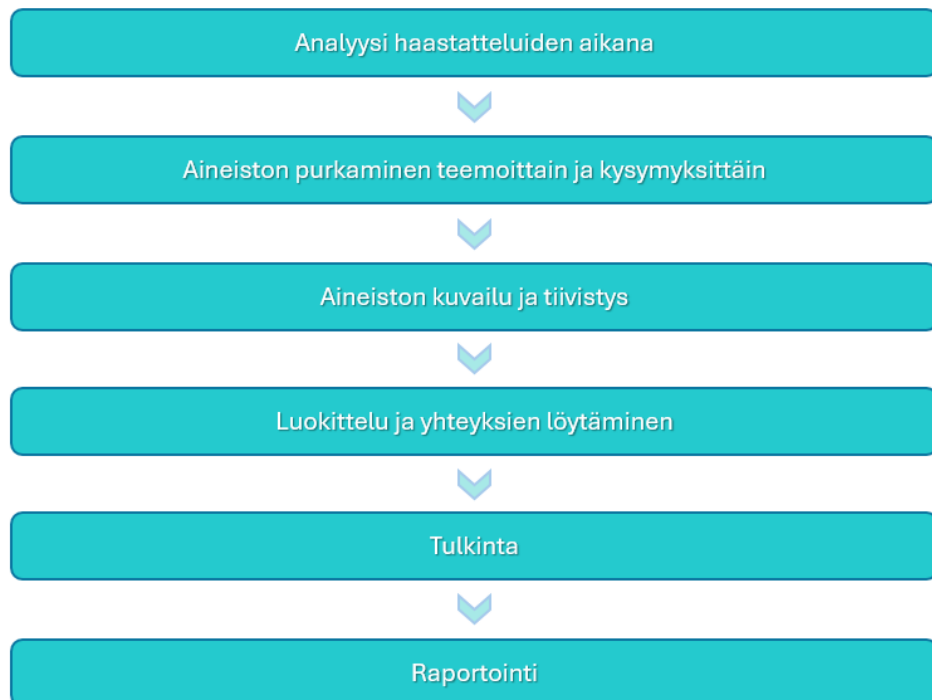 Analyysi haastatteluiden aikana
Aineiston purkaminen teemoittain ja kysymyksittäin
Aineiston kuvailu ja tiivistys
Luokittelu ja yhteyksien löytäminen
Tulkinta
Raportointi